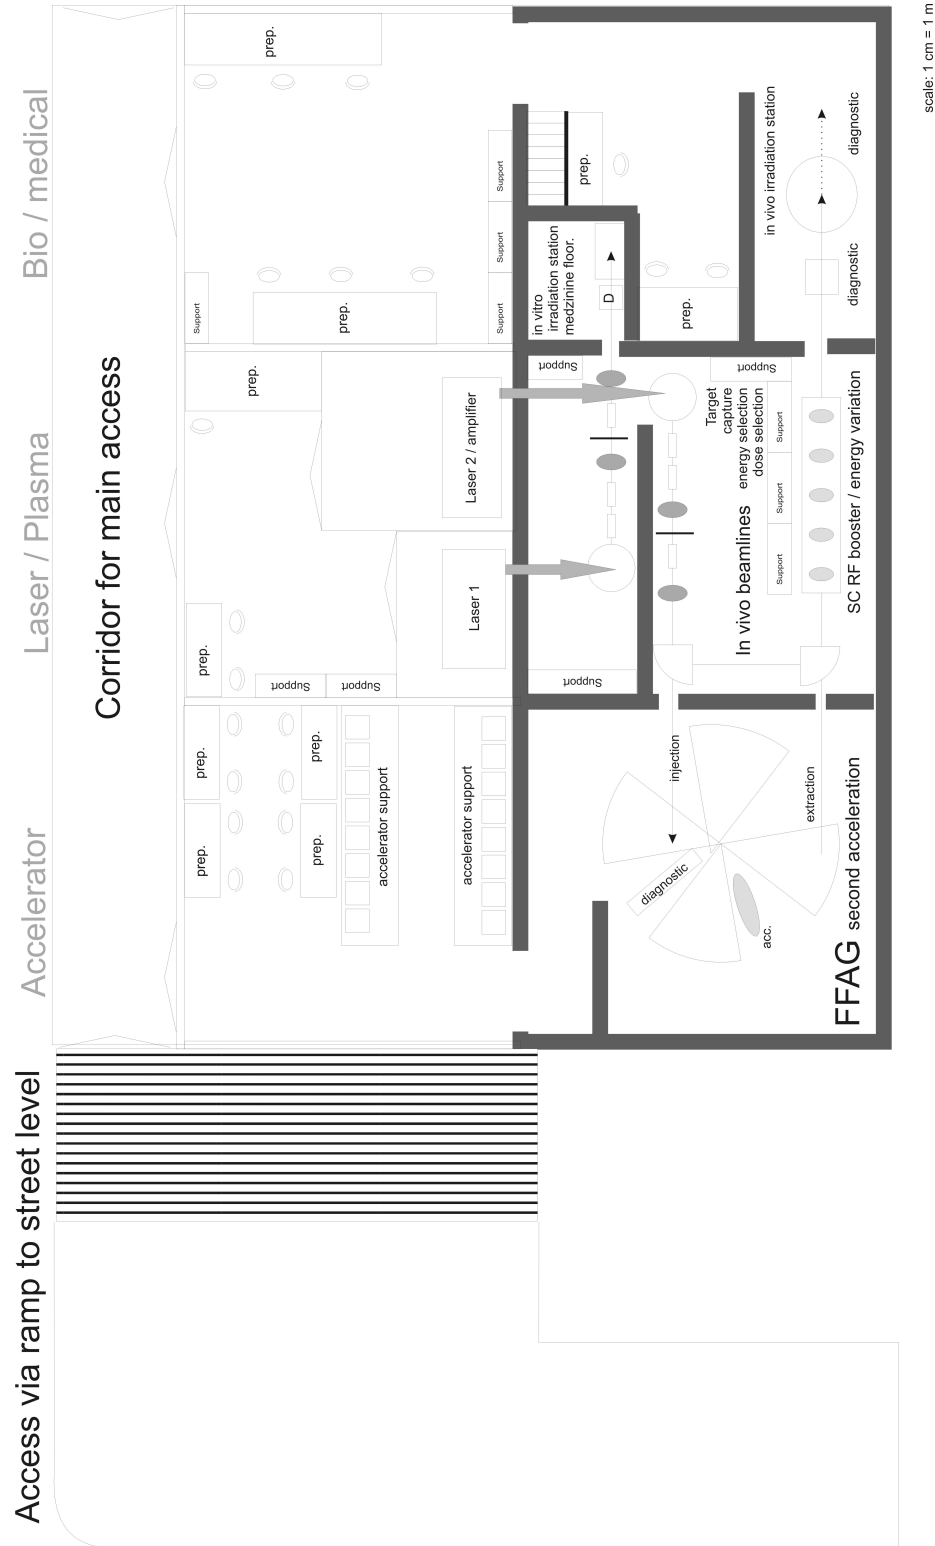 Access via ramp to street level
Accelerator
Laser / Plasma
Bio / medical
Corridor for main access
prep.
prep.
prep.
prep.
accelerator support
accelerator support
prep.
Support
Support
prep.
Laser 1
Laser 2 / amplifier
Support
prep.
prep.
Support
Support
Support
Support
Support
in vitro
irradiation station
medzinine floor.
D
prep.
prep.
Support
Target
capture
energy selection
dose selection
Support
Support
Support
Support
In vivo beamlines
SC RF booster / energy variation
in vivo irradiation station
diagnostic
diagnostic
injection
extraction
diagnostic
acc.
FFAG second acceleration
scale: 1 cm = 1 m